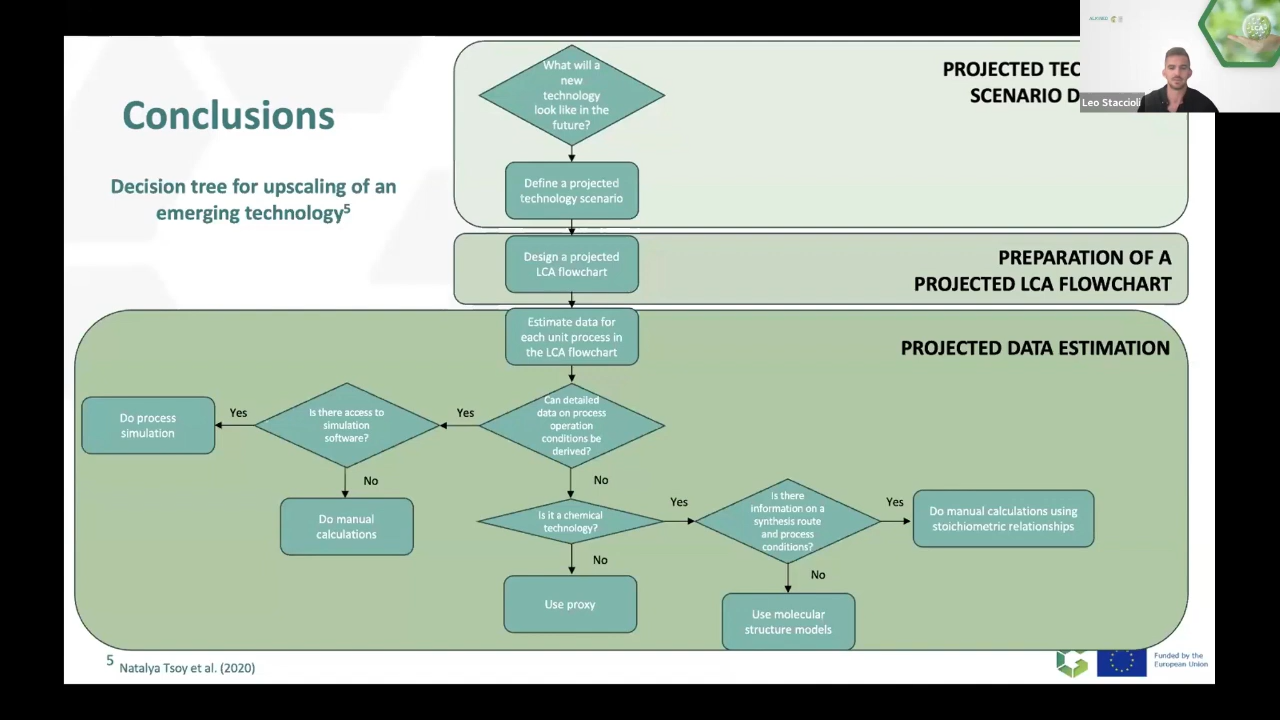 Conclusions
Decision tree for upscaling of an
emerging technology5
What will a
new
technology
look like in the
future?
PROJECTED TEC
SCENARIO D
Leo Staccioli
LCA
Define a projected
technology scenario
Design a projected
LCA flowchart
PREPARATION OF A
PROJECTED LCA FLOWCHART
Estimate data for
each unit process in
the LCA flowchart
PROJECTED DATA ESTIMATION
Can detailed
data on process
operation
conditions be
derived?
Yes
Is there access to
simulation
software?
Yes
Do process
simulation
No
Do manual
calculations
No
Is it a chemical
technology?
Yes
Is there
information on a
synthesis route
and process
conditions?
Yes
Do manual calculations using
stoichiometric relationships
No
Use proxy
No
Use molecular
structure models
5 Natalya Tsoy et al. (2020)
Funded by the
European Union